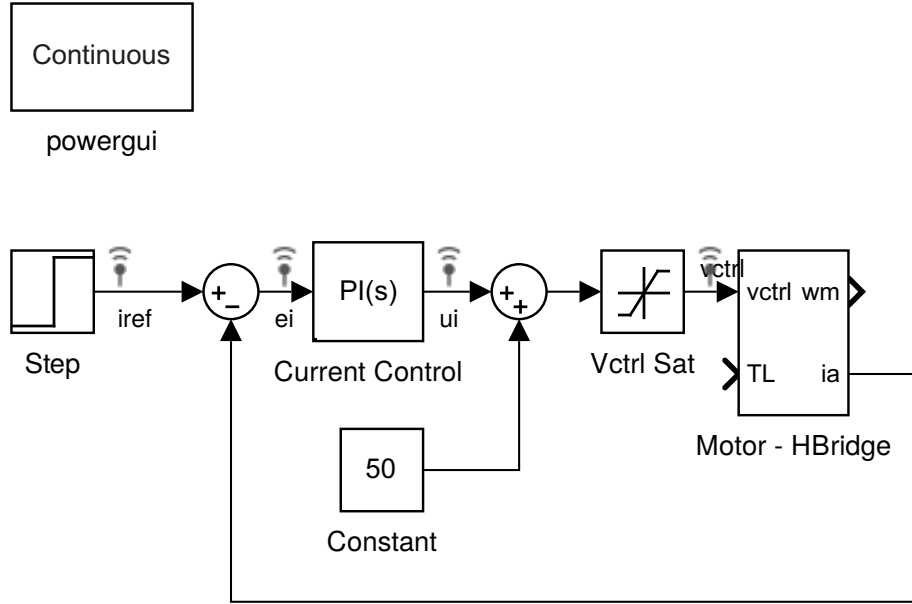 Continuous
powergui
iref
ei
PI(s)
ui
vctrl
vctrl wm
Step
Current Control
Vctrl Sat
TL ia
Motor - HBridge
50
Constant